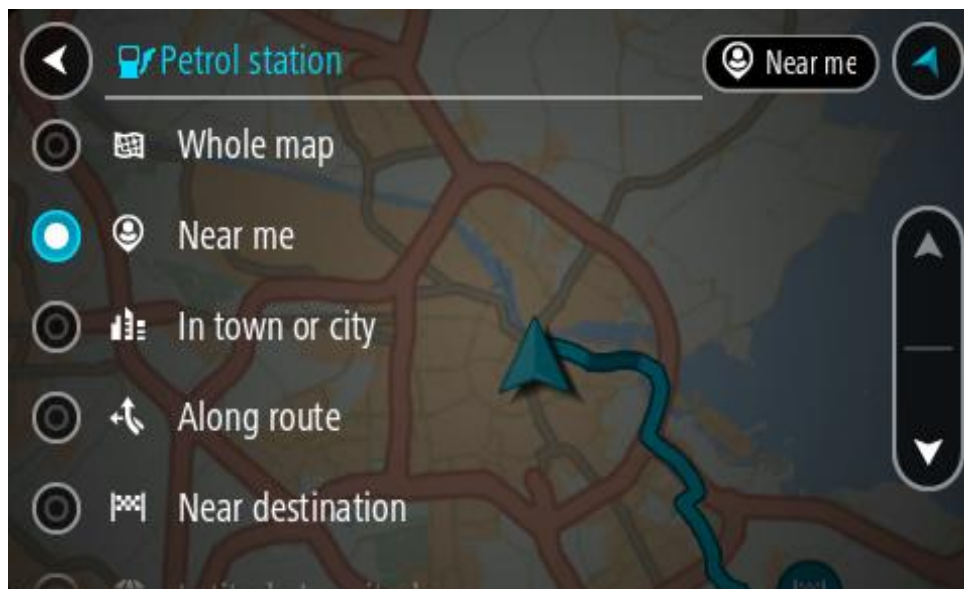 Petrol station
Near me
Whole map
Near me
In town or city
Along route
Near destination